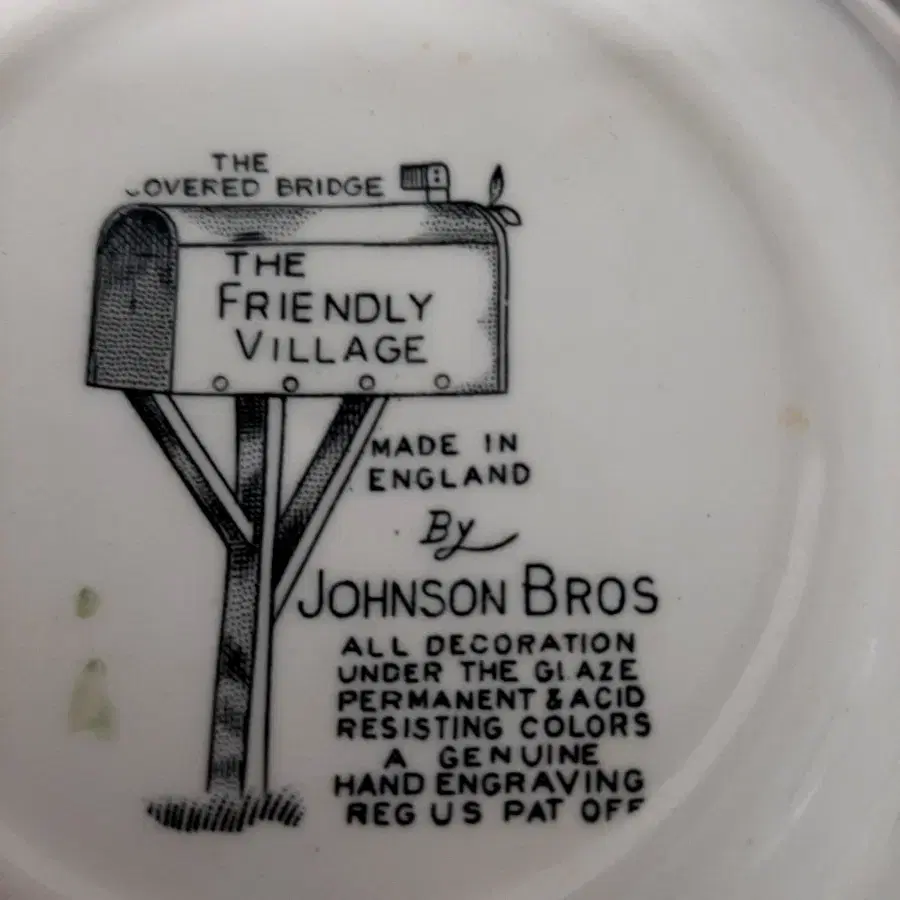 THE
COVERED BRIDGE
THE
FRIENDLY
VILLAGE
MADE IN
ENGLAND
By
JOHNSON BROS
ALL DECORATION
UNDER THE GLAZE
PERMANENT & ACID
RESISTING COLORS
A GENUINE
HAND ENGRAVING
REG US PAT OFF